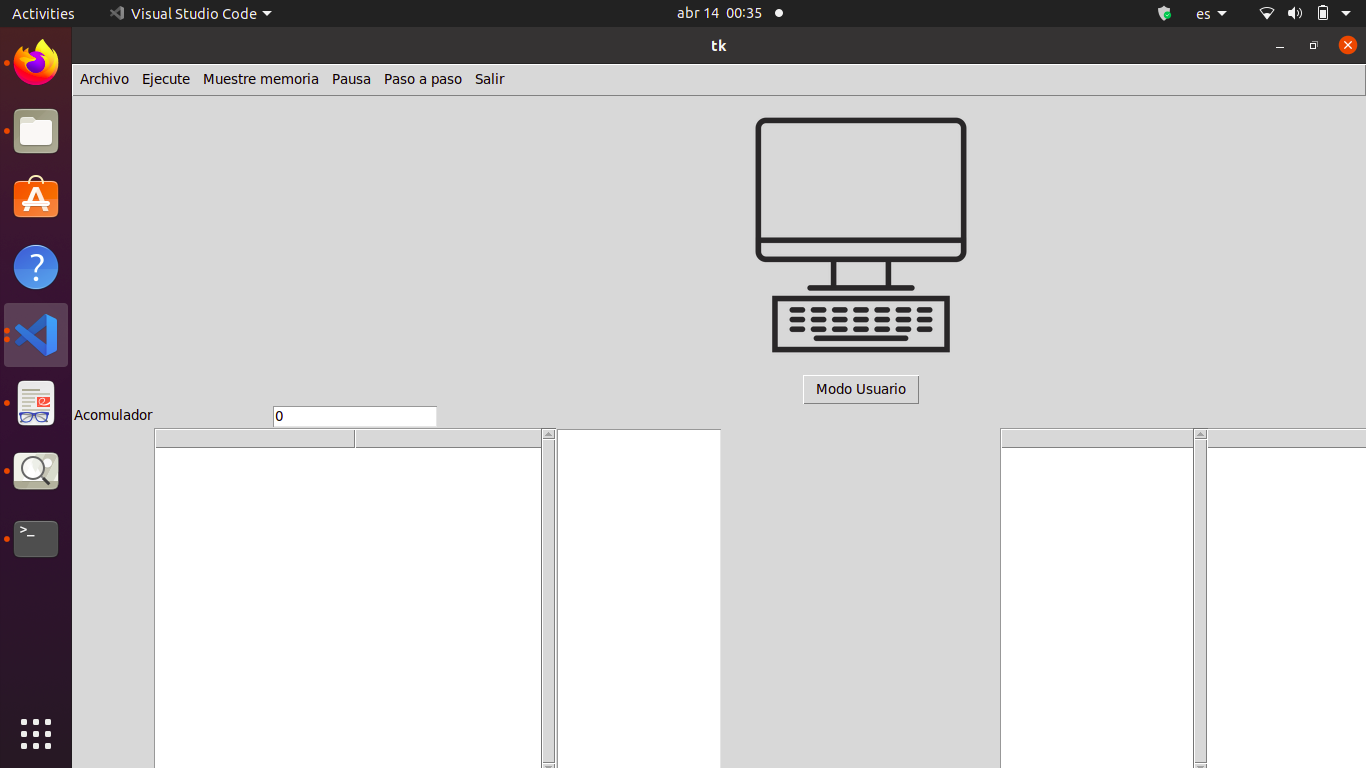 Activities Visual Studio Code abr 14 00:35 es
tk
Archivo Ejecute Muestre memoria Pausa Paso a paso Salir
Modo Usuario
Acomulador 0